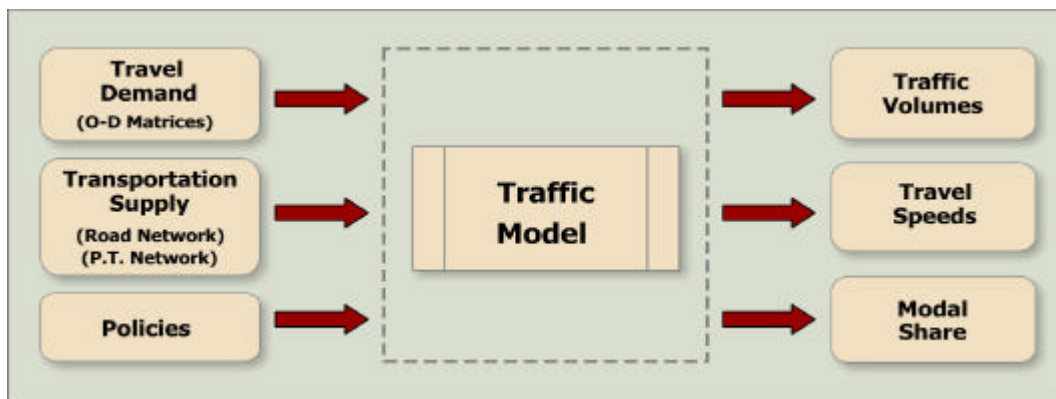 Travel
Demand
(O-D Matrices)
Transportation
Supply
(Road Network)
(P.T. Network)
Policies
Traffic
Model
Traffic
Volumes
Travel
Speeds
Modal
Share